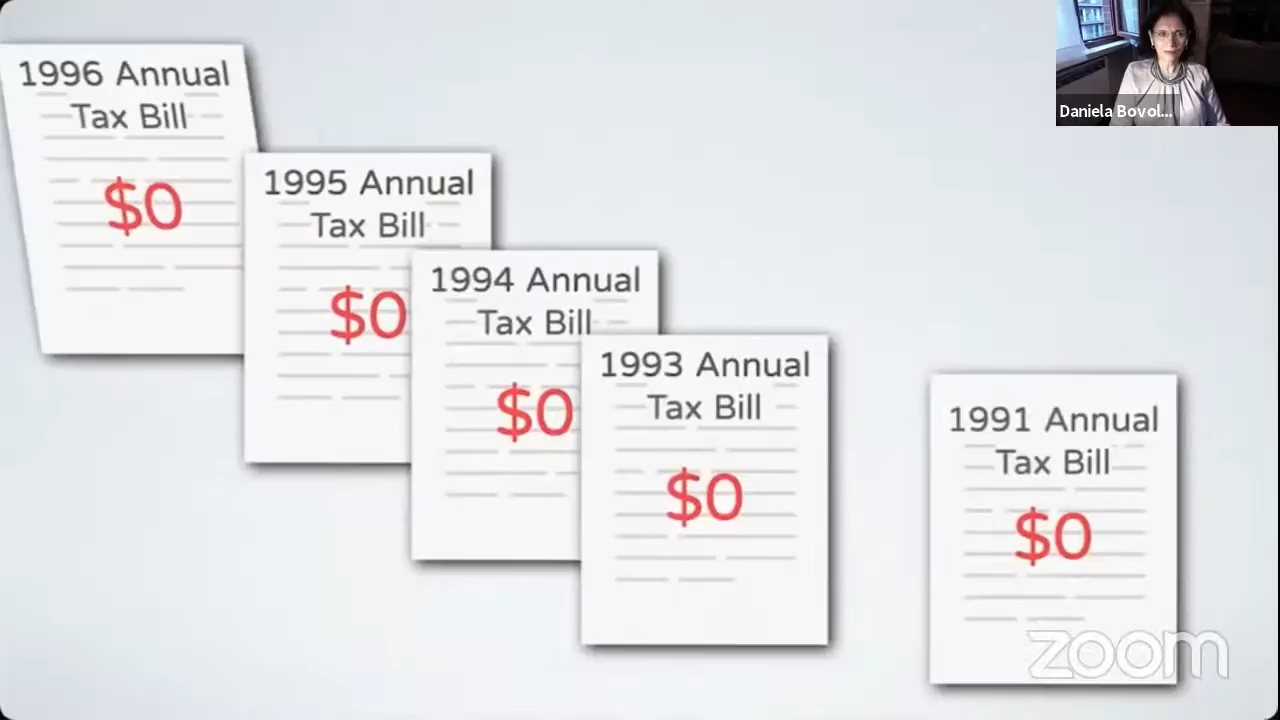 Daniela Bovol...
1996 Annual
Tax Bill
$0
1995 Annual
Tax Bill
$0
1994 Annual
Tax Bill
$0
1993 Annual
Tax Bill
$0
1991 Annual
Tax Bill
$0
zoom